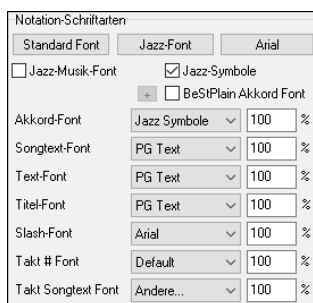 Notation-Schriftarten
Standard Font Jazz-Font Arial
Jazz-Musik-Font Jazz-Symbole
+ BeStPlain Akkord Font
Akkord-Font Jazz Symbole 100 %
Songtext-Font PG Text 100 %
Text-Font PG Text 100 %
Titel-Font PG Text 100 %
Slash-Font Arial 100 %
Takt # Font Default 100 %
Takt Songtext Font Andere... 100 %